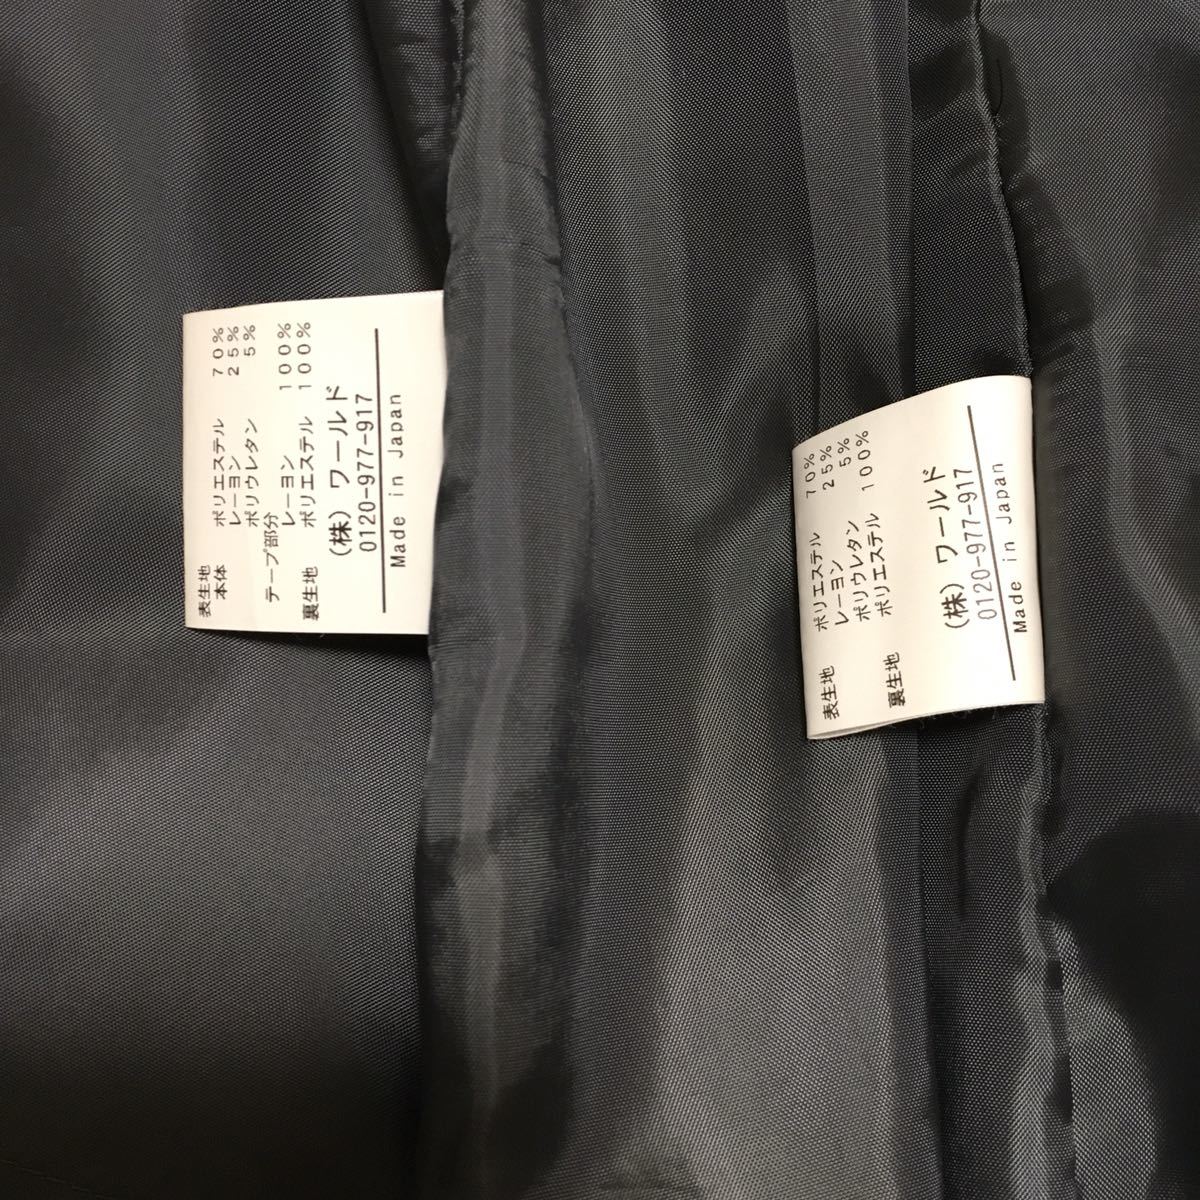 表生地
本体 ポリエステル 70%
レーヨン 25%
ポリウレタン 5%
テープ部分
レーヨン 100%
裏生地 ポリエステル 100%
(株) ワールド
0120-977-917
Made in Japan
表生地 ポリエステル 70%
レーヨン 25%
ポリウレタン 5%
裏生地 ポリエステル 100%
(株) ワールド
0120-977-917
Made in Japan